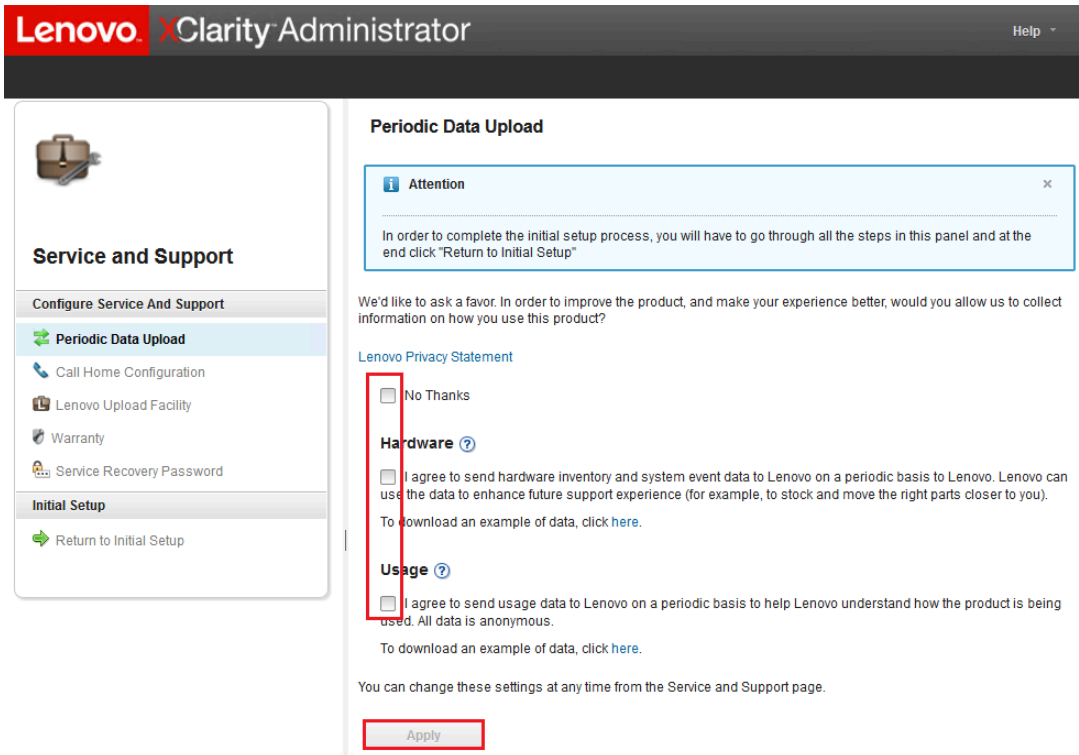 Lenovo. XClarity Administrator
Help
Service and Support
Configure Service And Support
Periodic Data Upload
Call Home Configuration
Lenovo Upload Facility
Warranty
Service Recovery Password
Initial Setup
Return to Initial Setup
Periodic Data Upload
Attention
In order to complete the initial setup process, you will have to go through all the steps in this panel and at the
end click "Return to Initial Setup"
We'd like to ask a favor. In order to improve the product, and make your experience better, would you allow us to collect
information on how you use this product?
Lenovo Privacy Statement
No Thanks
Hardware
I agree to send hardware inventory and system event data to Lenovo on a periodic basis to Lenovo. Lenovo can
use the data to enhance future support experience (for example, to stock and move the right parts closer to you).
To download an example of data, click here.
Usage
I agree to send usage data to Lenovo on a periodic basis to help Lenovo understand how the product is being
used. All data is anonymous.
To download an example of data, click here.
You can change these settings at any time from the Service and Support page.
Apply